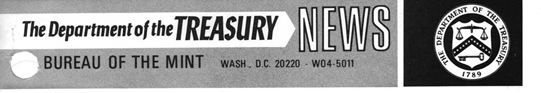 The Department of the TREASURY NEWS
BUREAU OF THE MINT WASH., D.C. 20220 - W04-5011
THE DEPARTMENT OF THE TREASURY
1789